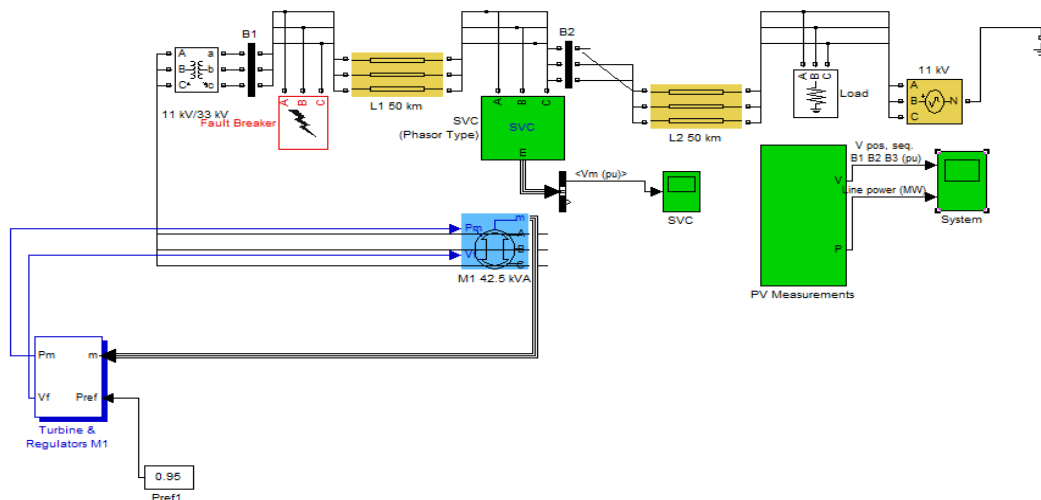 B1
B2
A
B
C
a
b
c
11 kV/33 kV
A B C
Fault Breaker
L1 50 km
A B C
SVC
E
SVC
(Phasor Type)
L2 50 km
A B C
Load
11 kV
A
B
C
N
<Vm (pu)>
SVC
V
P
PV Measurements
V pos. seq.
B1 B2 B3 (pu)
Line power (MW)
System
Pm
Vf
m
A
B
C
M1 42.5 kVA
Pm
Vf
m
Pref
Turbine &
Regulators M1
0.95
Pref1